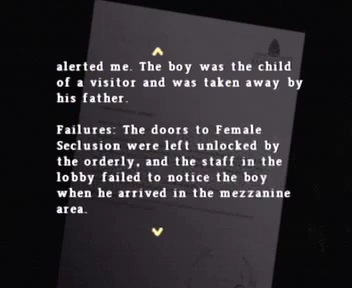 alerted me. The boy was the child
of a visitor and was taken away by
his father.
Failures: The doors to Female
Seclusion were left unlocked by
the orderly, and the staff in the
lobby failed to notice the boy
when he arrived in the mezzanine
area.